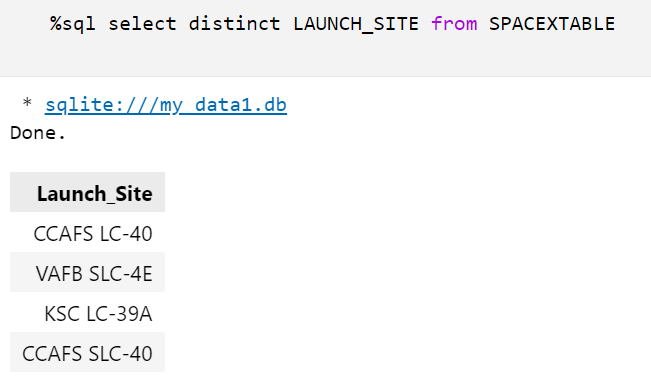 %sql select distinct LAUNCH_SITE from SPACEXTABLE
* sqlite:///my_data1.db
Done.
Launch_Site
CCAFS LC-40
VAFB SLC-4E
KSC LC-39A
CCAFS SLC-40